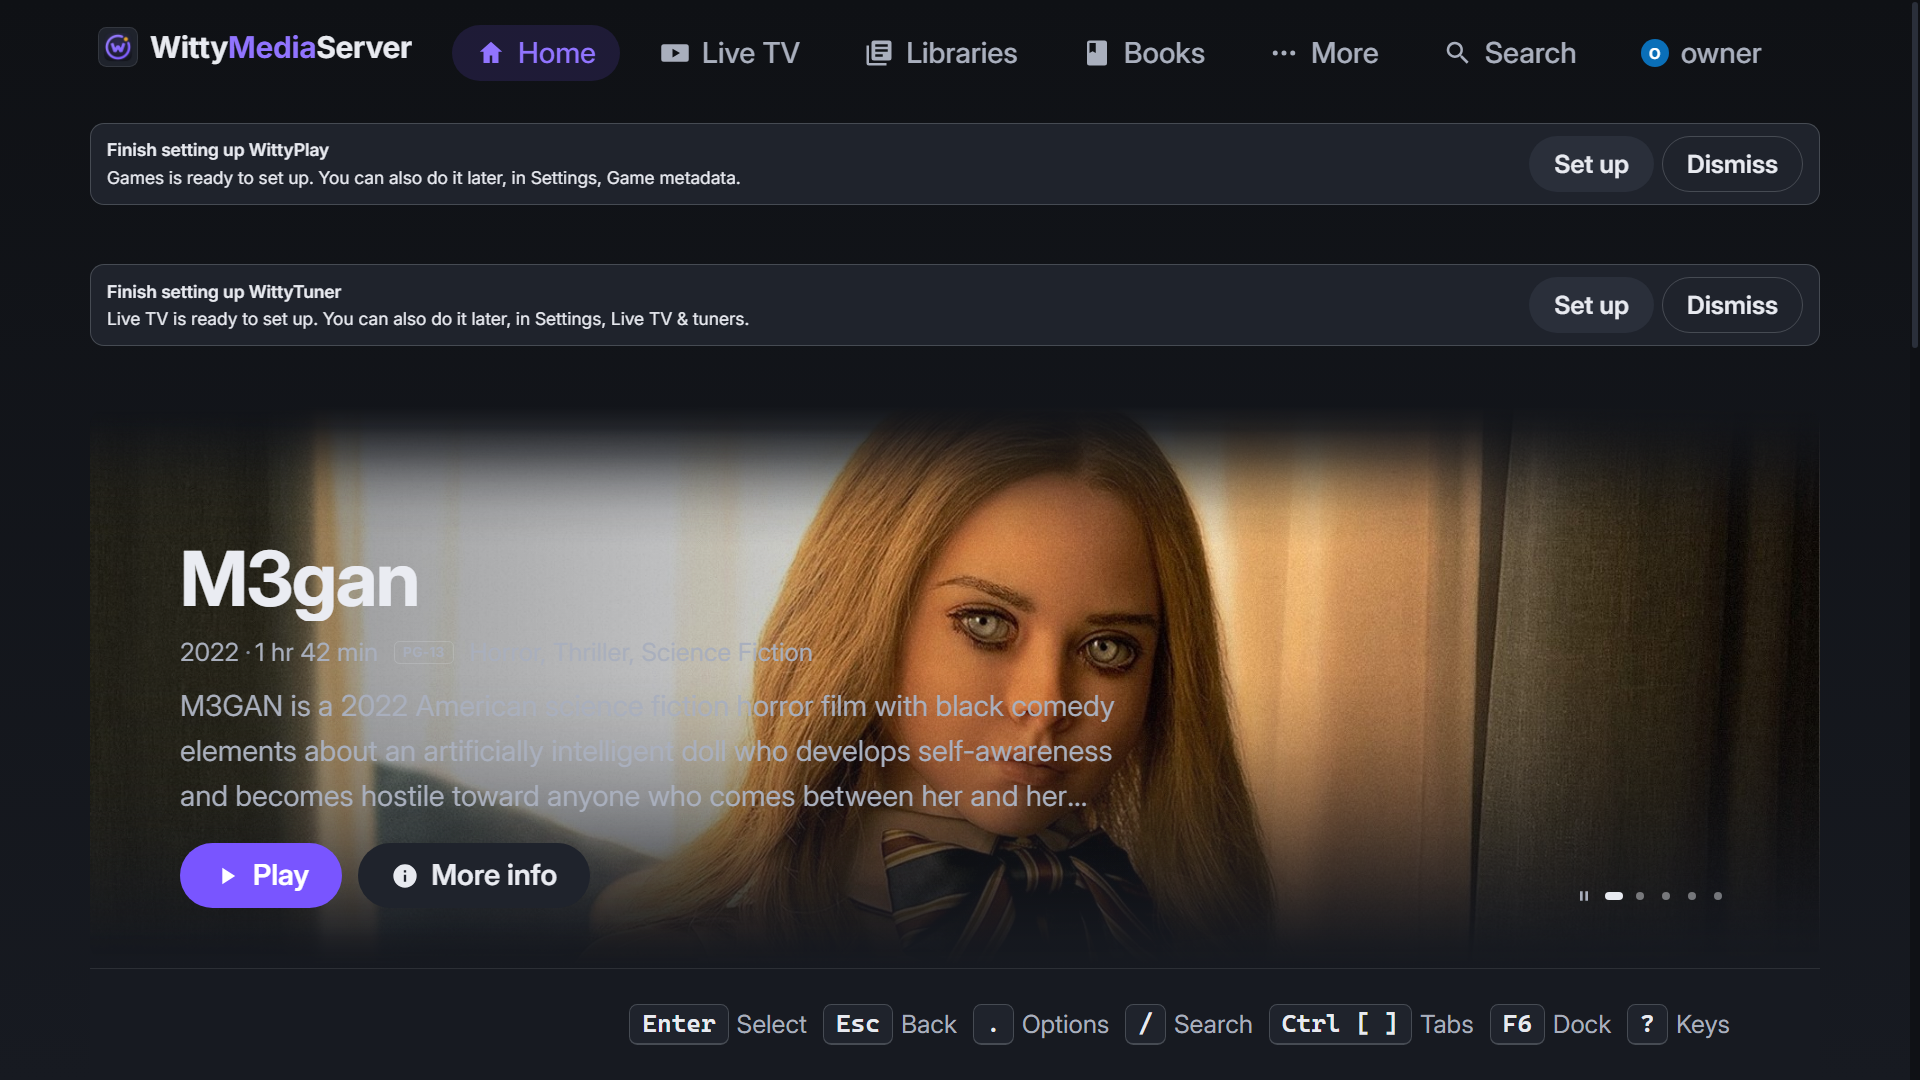 WittyMediaServer
Home
Live TV
Libraries
Books
More
Search
o owner
Finish setting up WittyPlay
Games is ready to set up. You can also do it later, in Settings, Game metadata.
Set up
Dismiss
Finish setting up WittyTuner
Live TV is ready to set up. You can also do it later, in Settings, Live TV & tuners.
Set up
Dismiss
M3gan
2022 · 1 hr 42 min PG-13 Horror, Thriller, Science Fiction
M3GAN is a 2022 American science fiction horror film with black comedy
elements about an artificially intelligent doll who develops self-awareness
and becomes hostile toward anyone who comes between her and her...
Play
More info
Enter Select Esc Back . Options / Search Ctrl [ ] Tabs F6 Dock ? Keys